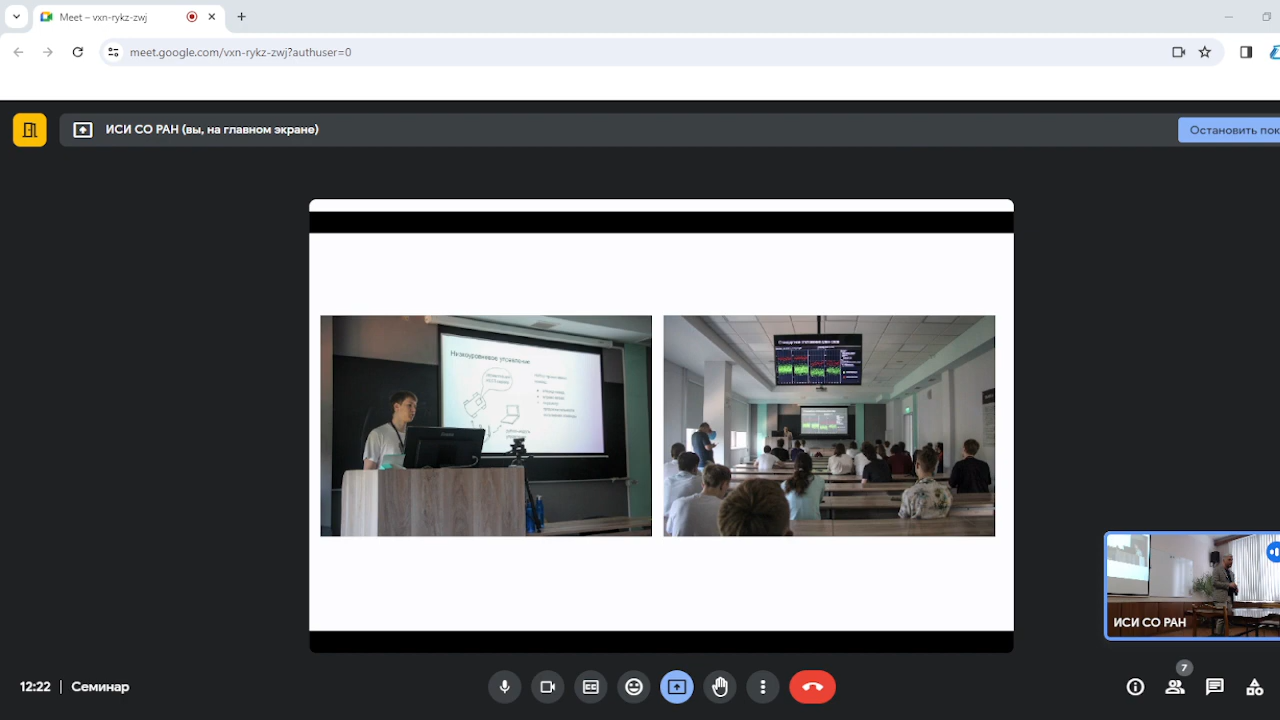 Meet – vxn-rykz-zwj
meet.google.com/vxn-rykz-zwj?authuser=0
ИСИ СО РАН (вы, на главном экране)
Остановить пок
Низкоуровневое управление
ИСИ СО РАН
12:22 | Семинар
7